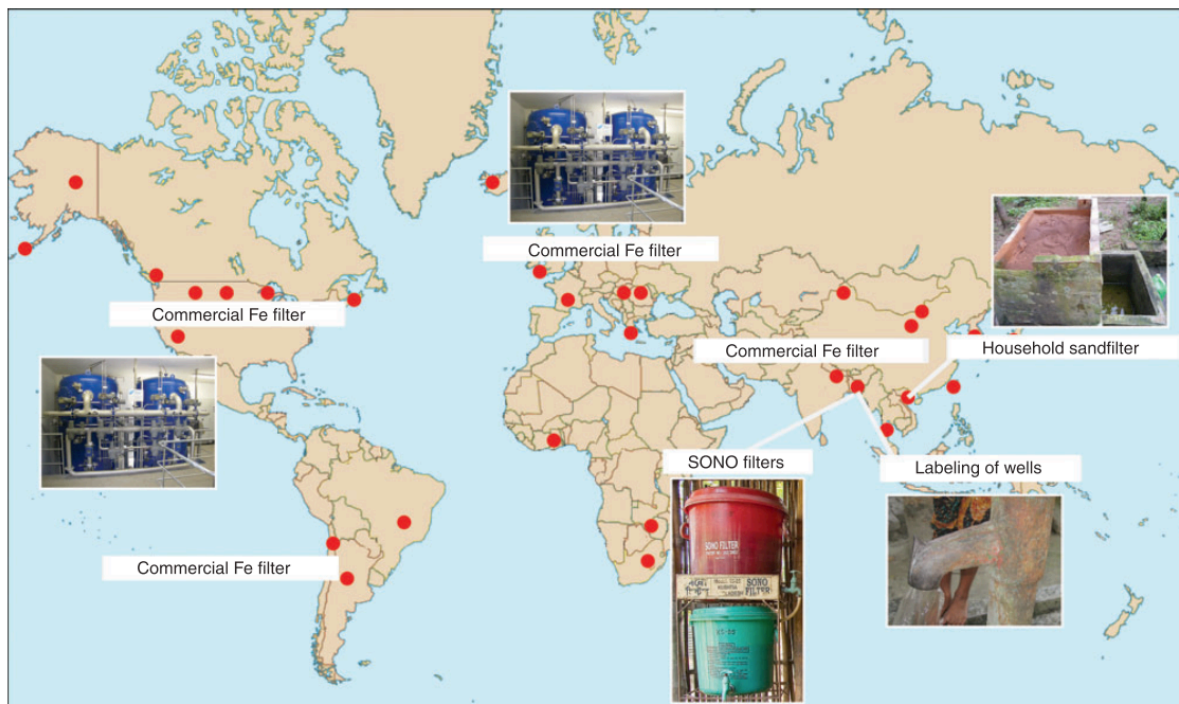 Commercial Fe filter
Commercial Fe filter
Commercial Fe filter
Household sandfilter
SONO filters
Labeling of wells
SONO FILTER
SONO
FILTER
Commercial Fe filter